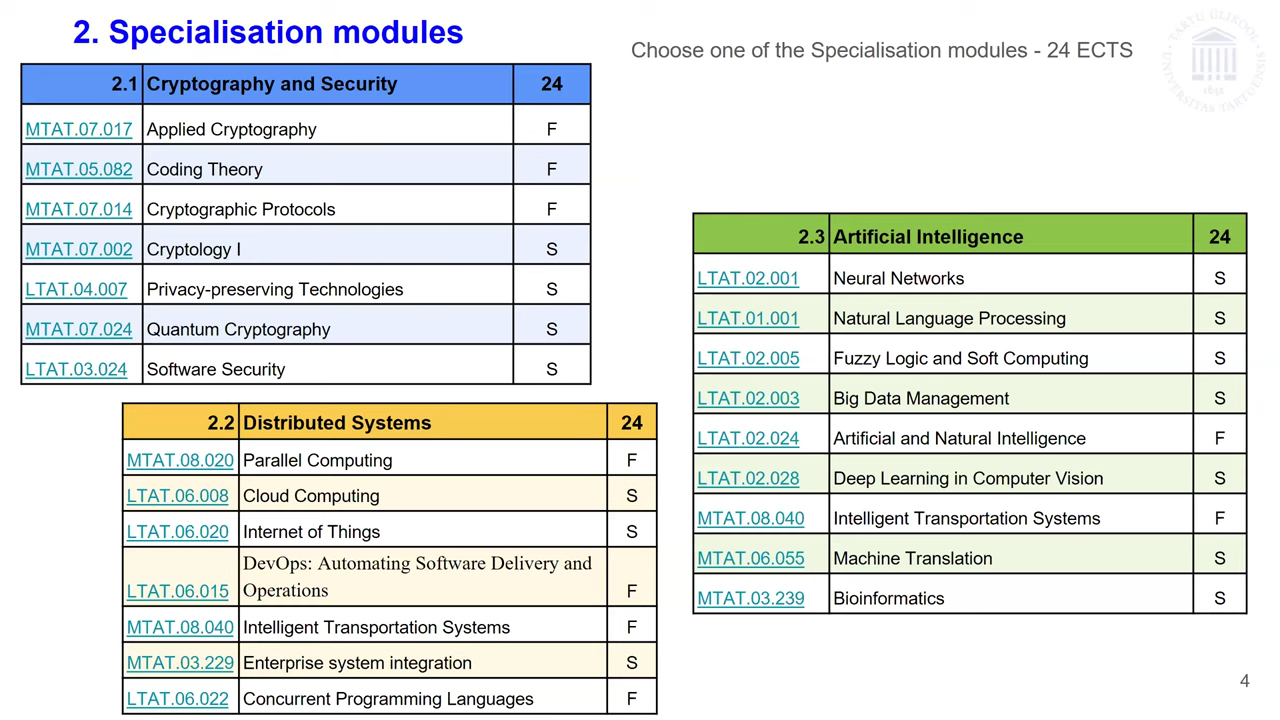 2. Specialisation modules
Choose one of the Specialisation modules - 24 ECTS
2.1 Cryptography and Security 24
MTAT.07.017 Applied Cryptography F
MTAT.05.082 Coding Theory F
MTAT.07.014 Cryptographic Protocols F
MTAT.07.002 Cryptology I S
LTAT.04.007 Privacy-preserving Technologies S
MTAT.07.024 Quantum Cryptography S
LTAT.03.024 Software Security S
2.2 Distributed Systems 24
MTAT.08.020 Parallel Computing F
LTAT.06.008 Cloud Computing S
LTAT.06.020 Internet of Things S
DevOps: Automating Software Delivery and
LTAT.06.015 Operations F
MTAT.08.040 Intelligent Transportation Systems F
MTAT.03.229 Enterprise system integration S
LTAT.06.022 Concurrent Programming Languages F
2.3 Artificial Intelligence 24
LTAT.02.001 Neural Networks S
LTAT.01.001 Natural Language Processing S
LTAT.02.005 Fuzzy Logic and Soft Computing S
LTAT.02.003 Big Data Management S
LTAT.02.024 Artificial and Natural Intelligence F
LTAT.02.028 Deep Learning in Computer Vision S
MTAT.08.040 Intelligent Transportation Systems F
MTAT.06.055 Machine Translation S
MTAT.03.239 Bioinformatics S
TARTU ÜLIKOOL
UNIVERSITAS TARTUENSIS
1632
4